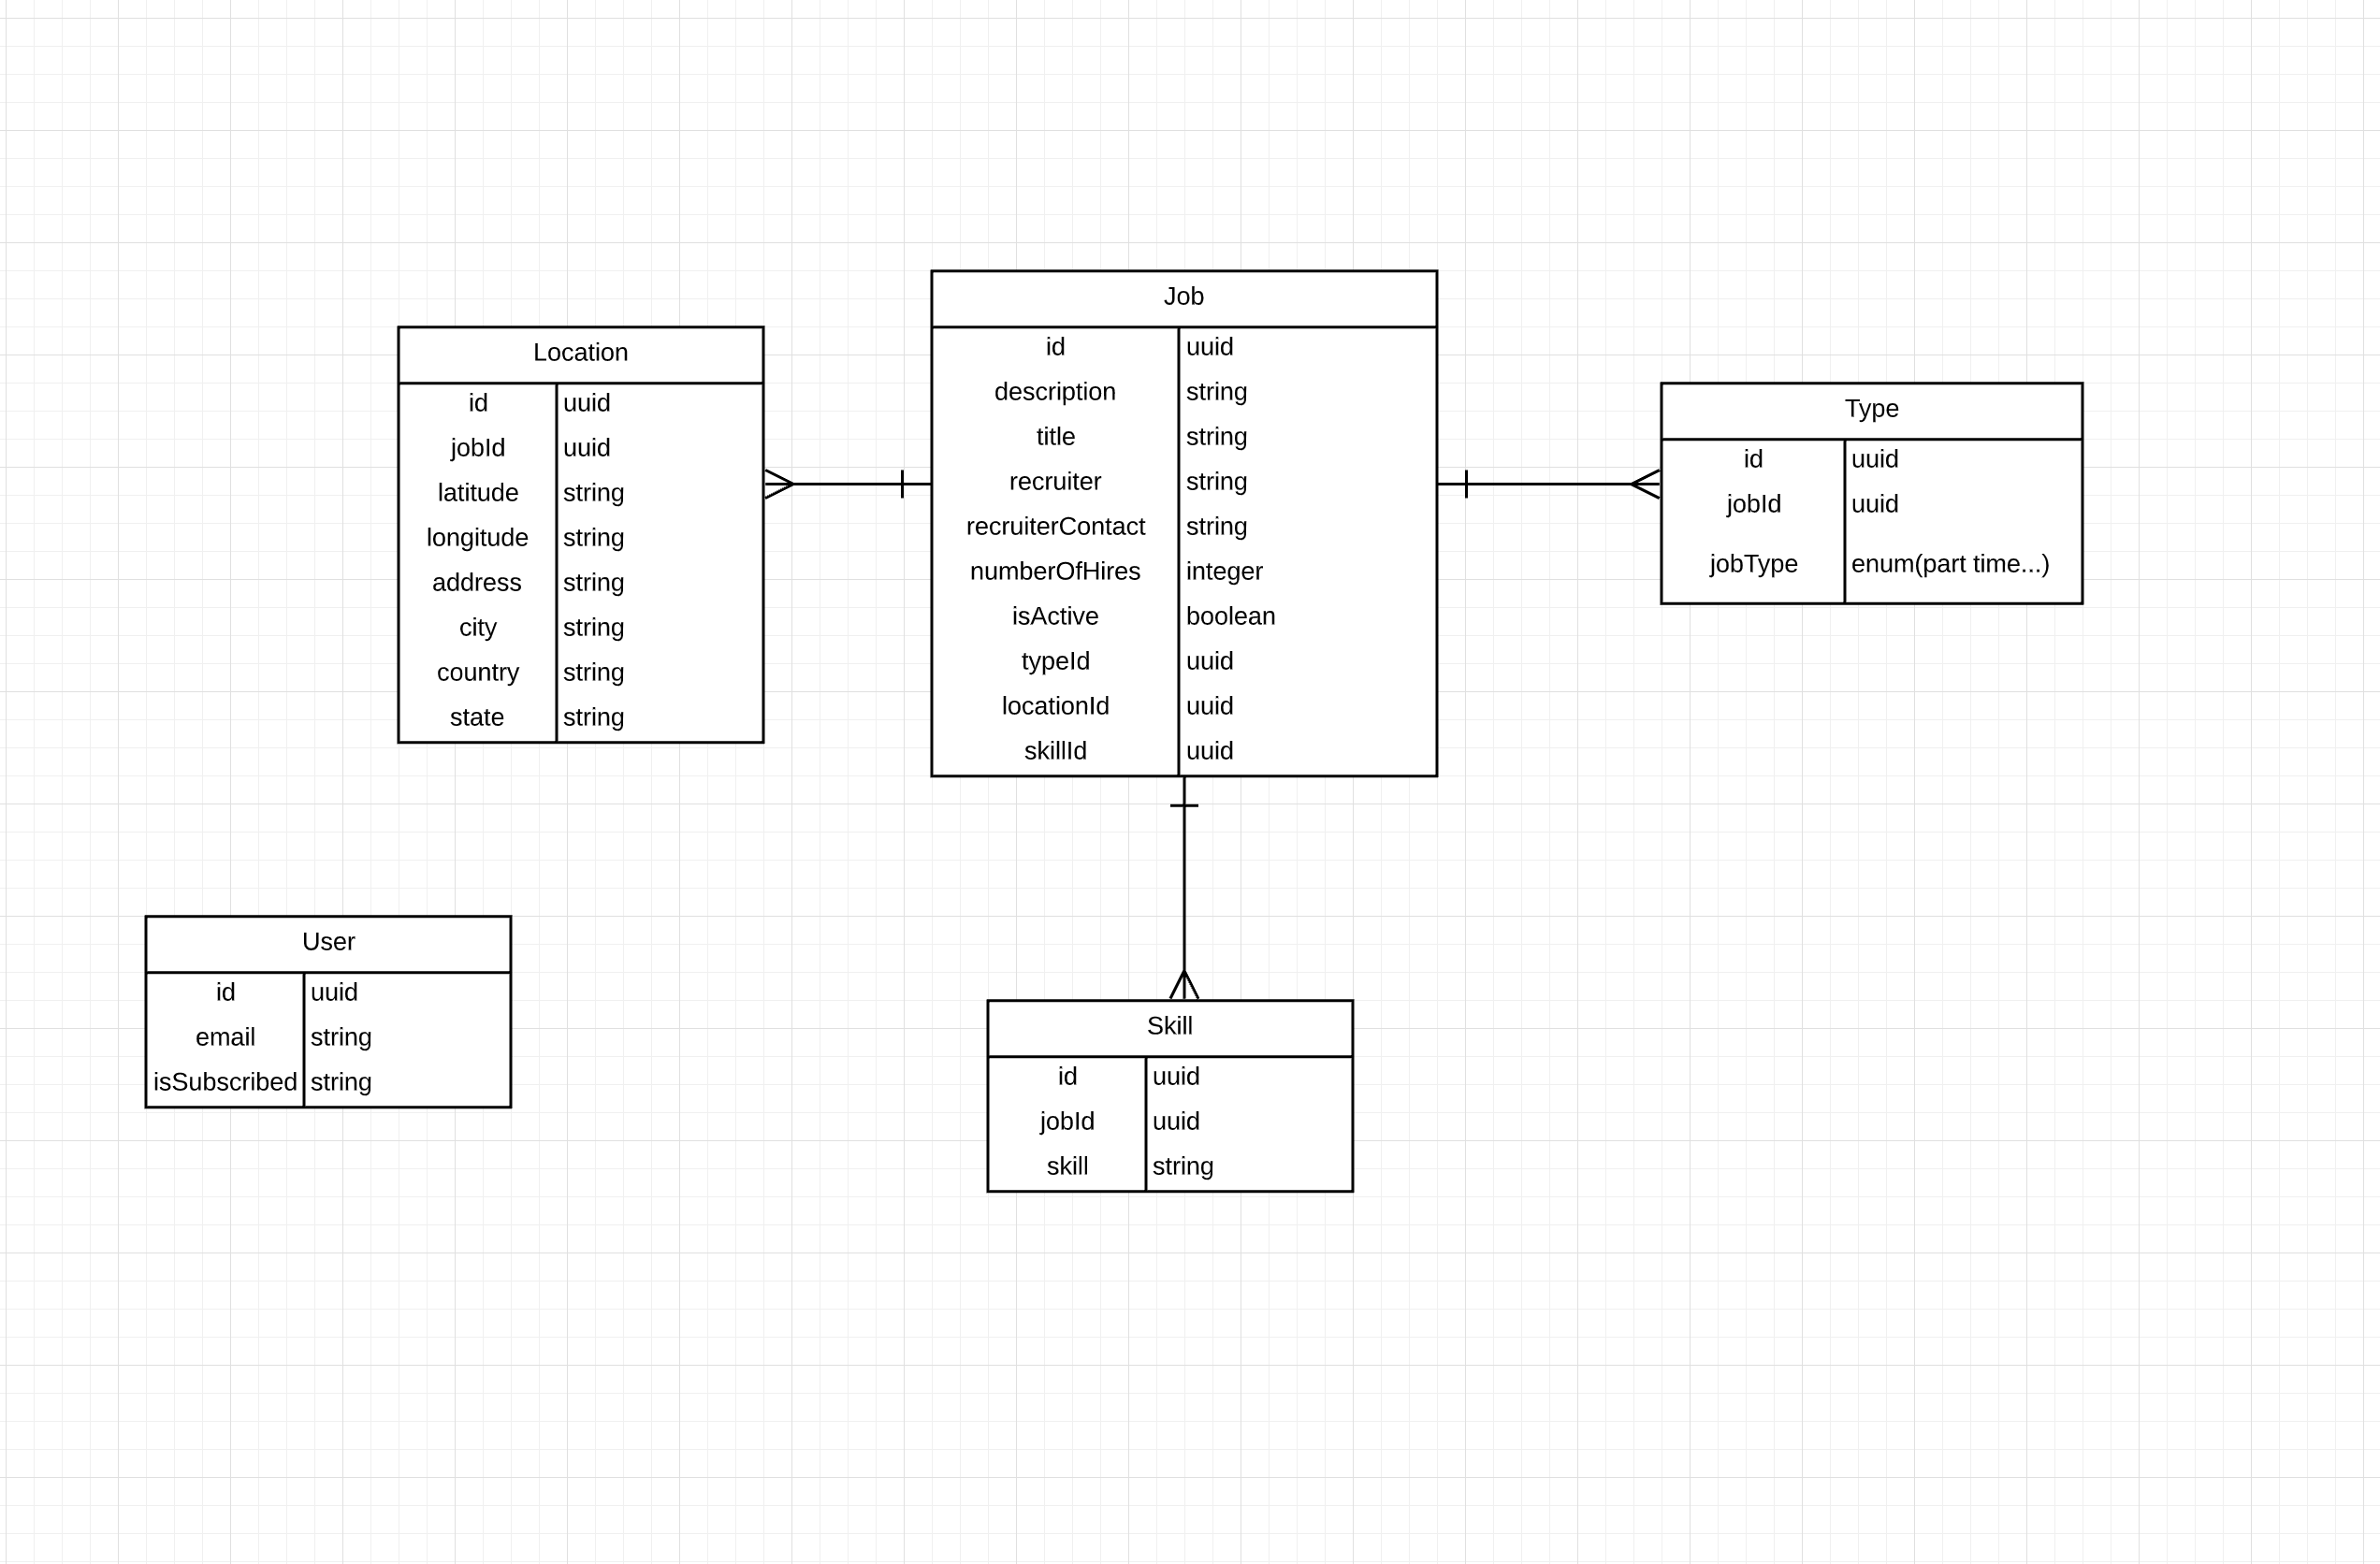 Job
id uuid
description string
title string
recruiter string
recruiterContact string
numberOfHires integer
isActive boolean
typeId uuid
locationId uuid
skillId uuid
Location
id uuid
jobId uuid
latitude string
longitude string
address string
city string
country string
state string
Type
id uuid
jobId uuid
jobType enum(part time...)
User
id uuid
email string
isSubscribed string
Skill
id uuid
jobId uuid
skill string